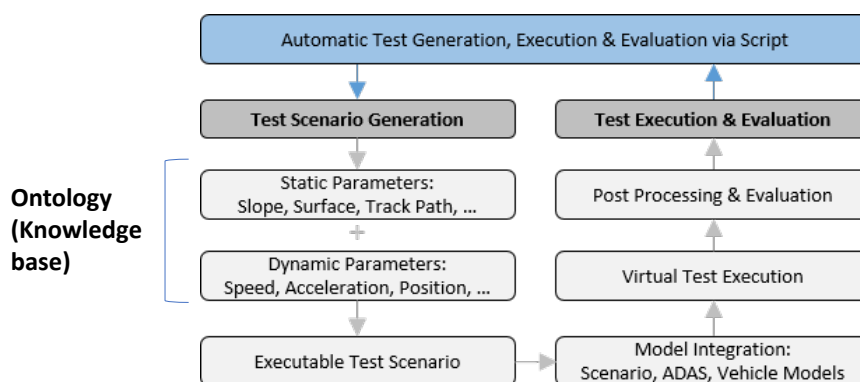 Automatic Test Generation, Execution & Evaluation via Script
Test Scenario Generation
Test Execution & Evaluation
Ontology
(Knowledge
base)
Static Parameters:
Slope, Surface, Track Path, ...
+
Dynamic Parameters:
Speed, Acceleration, Position, ...
Executable Test Scenario
Post Processing & Evaluation
Virtual Test Execution
Model Integration:
Scenario, ADAS, Vehicle Models